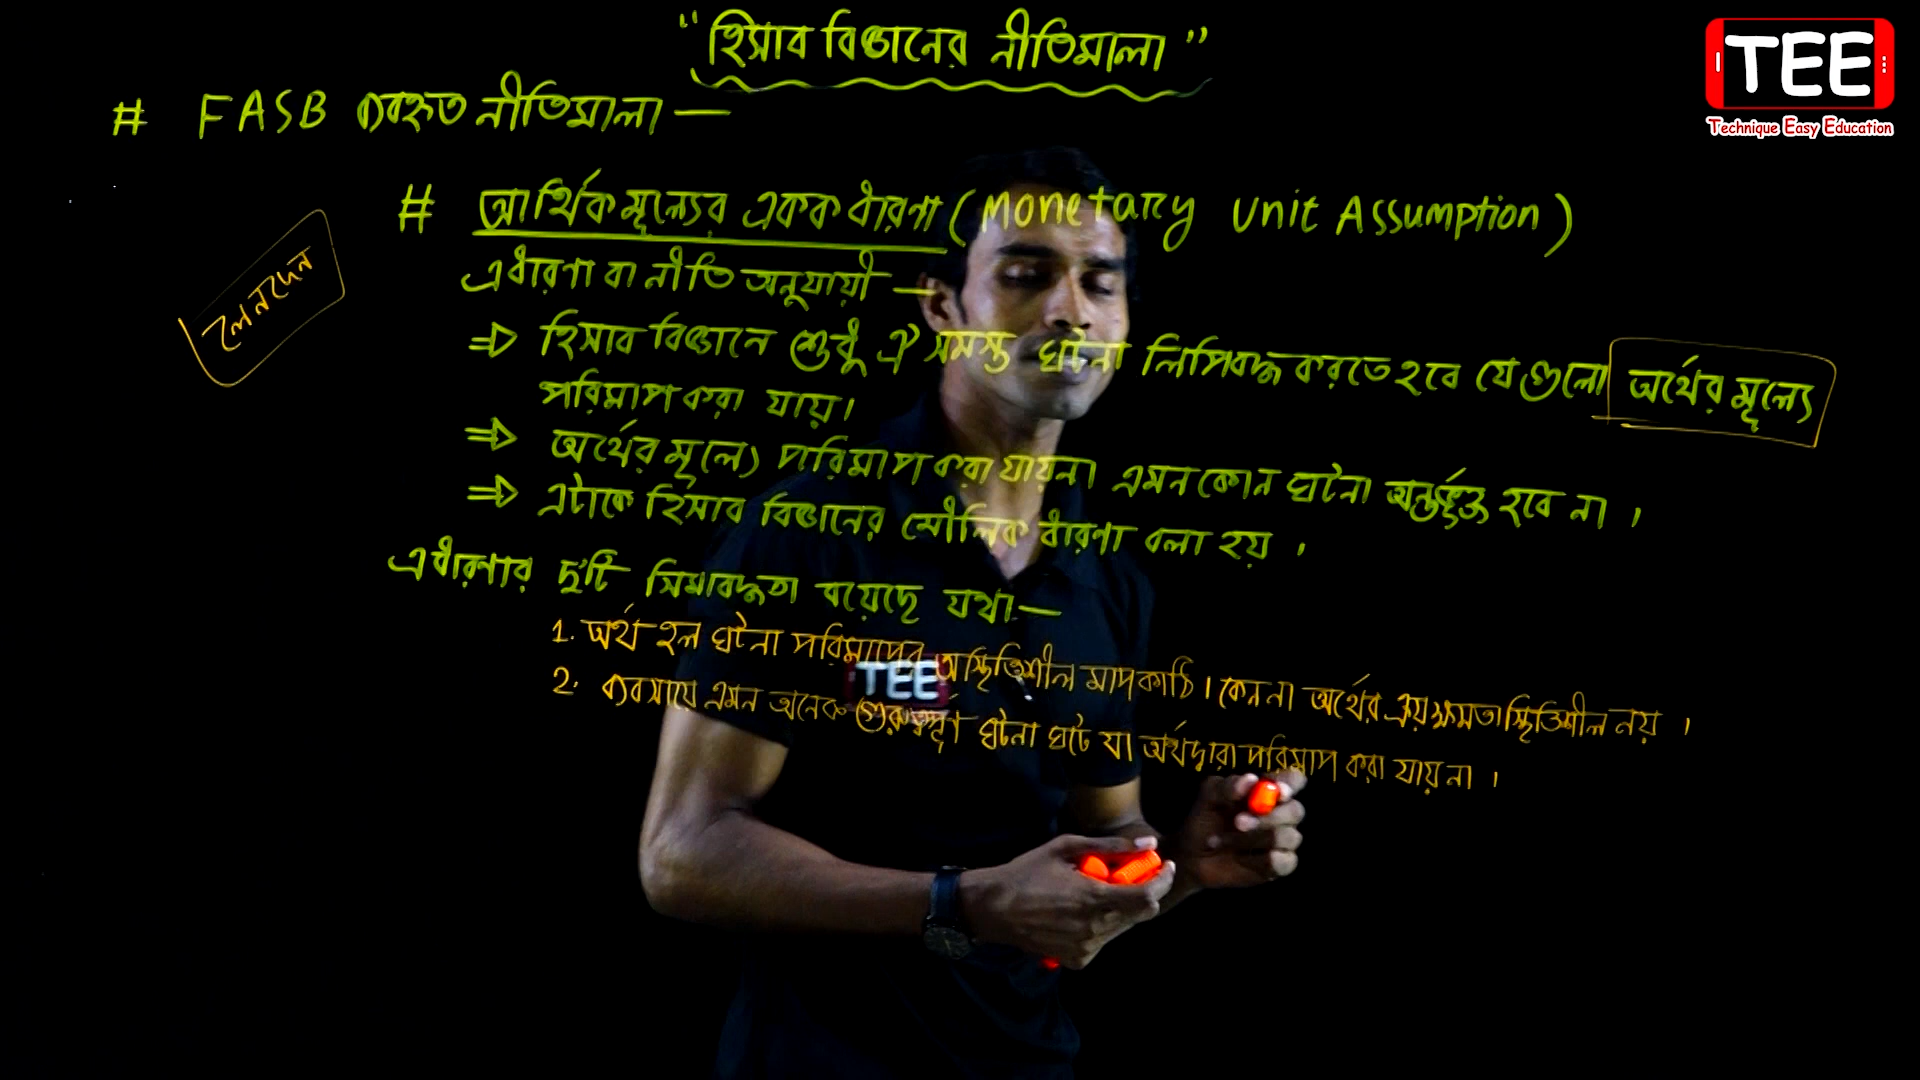 "হিসাব বিজ্ঞানের নীতিমালা"
TEE
Technique Easy Education
# FASB ব্যবহৃত নীতিমালা —
# আর্থিক মূল্যের একক ধারণা (Monetary Unit Assumption)
লেনদেন
এ ধারণা বা নীতি অনুযায়ী —
⇒ হিসাব বিজ্ঞানে শুধু ঐ সমস্ত ঘটনা লিপিবদ্ধ করতে হবে যেগুলো অর্থের মূল্যে
পরিমাপ করা যায়।
⇒ অর্থের মূল্যে পরিমাপ করা যায়না এমন কোন ঘটনা অন্তর্ভূক্ত হবে না।
⇒ এটাকে হিসাব বিজ্ঞানের মৌলিক ধারণা বলা হয়।
এ ধারণার দু'টি সিমাবদ্ধতা রয়েছে যথা —
1. অর্থ হল ঘটনা পরিমাপের অস্থিতিশীল মাপকাঠি। কেননা অর্থের ক্রয়ক্ষমতা স্থিতিশীল নয়।
2. ব্যবসায়ে এমন অনেক গুরুত্বপূর্ণ ঘটনা ঘটে যা অর্থদ্বারা পরিমাপ করা যায়না।
TEE